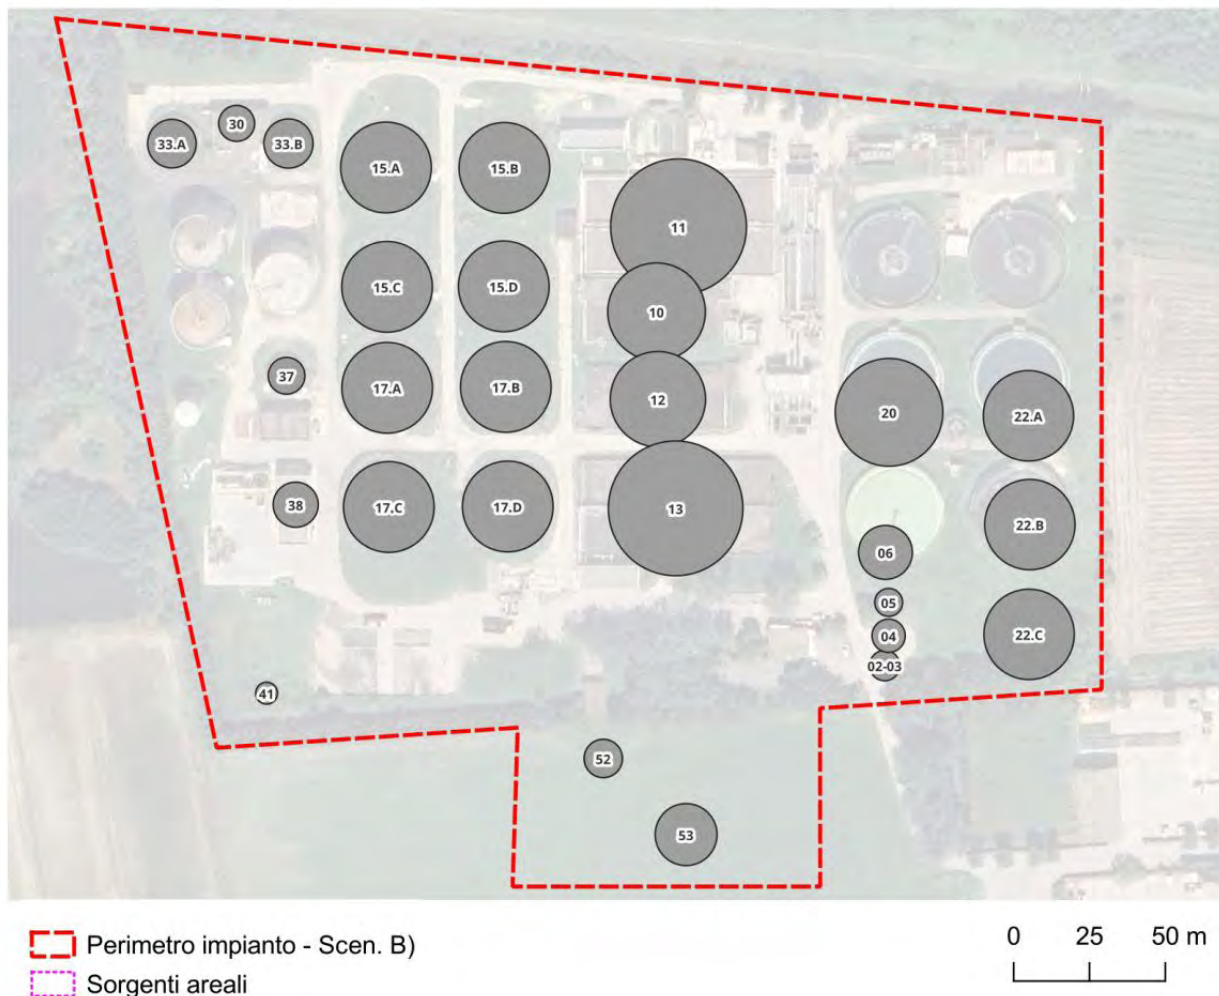 30
33.A
33.B
15.A
15.B
11
15.C
15.D
10
37
17.A
17.B
12
20
22.A
38
17.C
17.D
13
22.B
06
05
04
22.C
02-03
41
52
53
Perimetro impianto - Scen. B)
Sorgenti areali
0 25 50 m